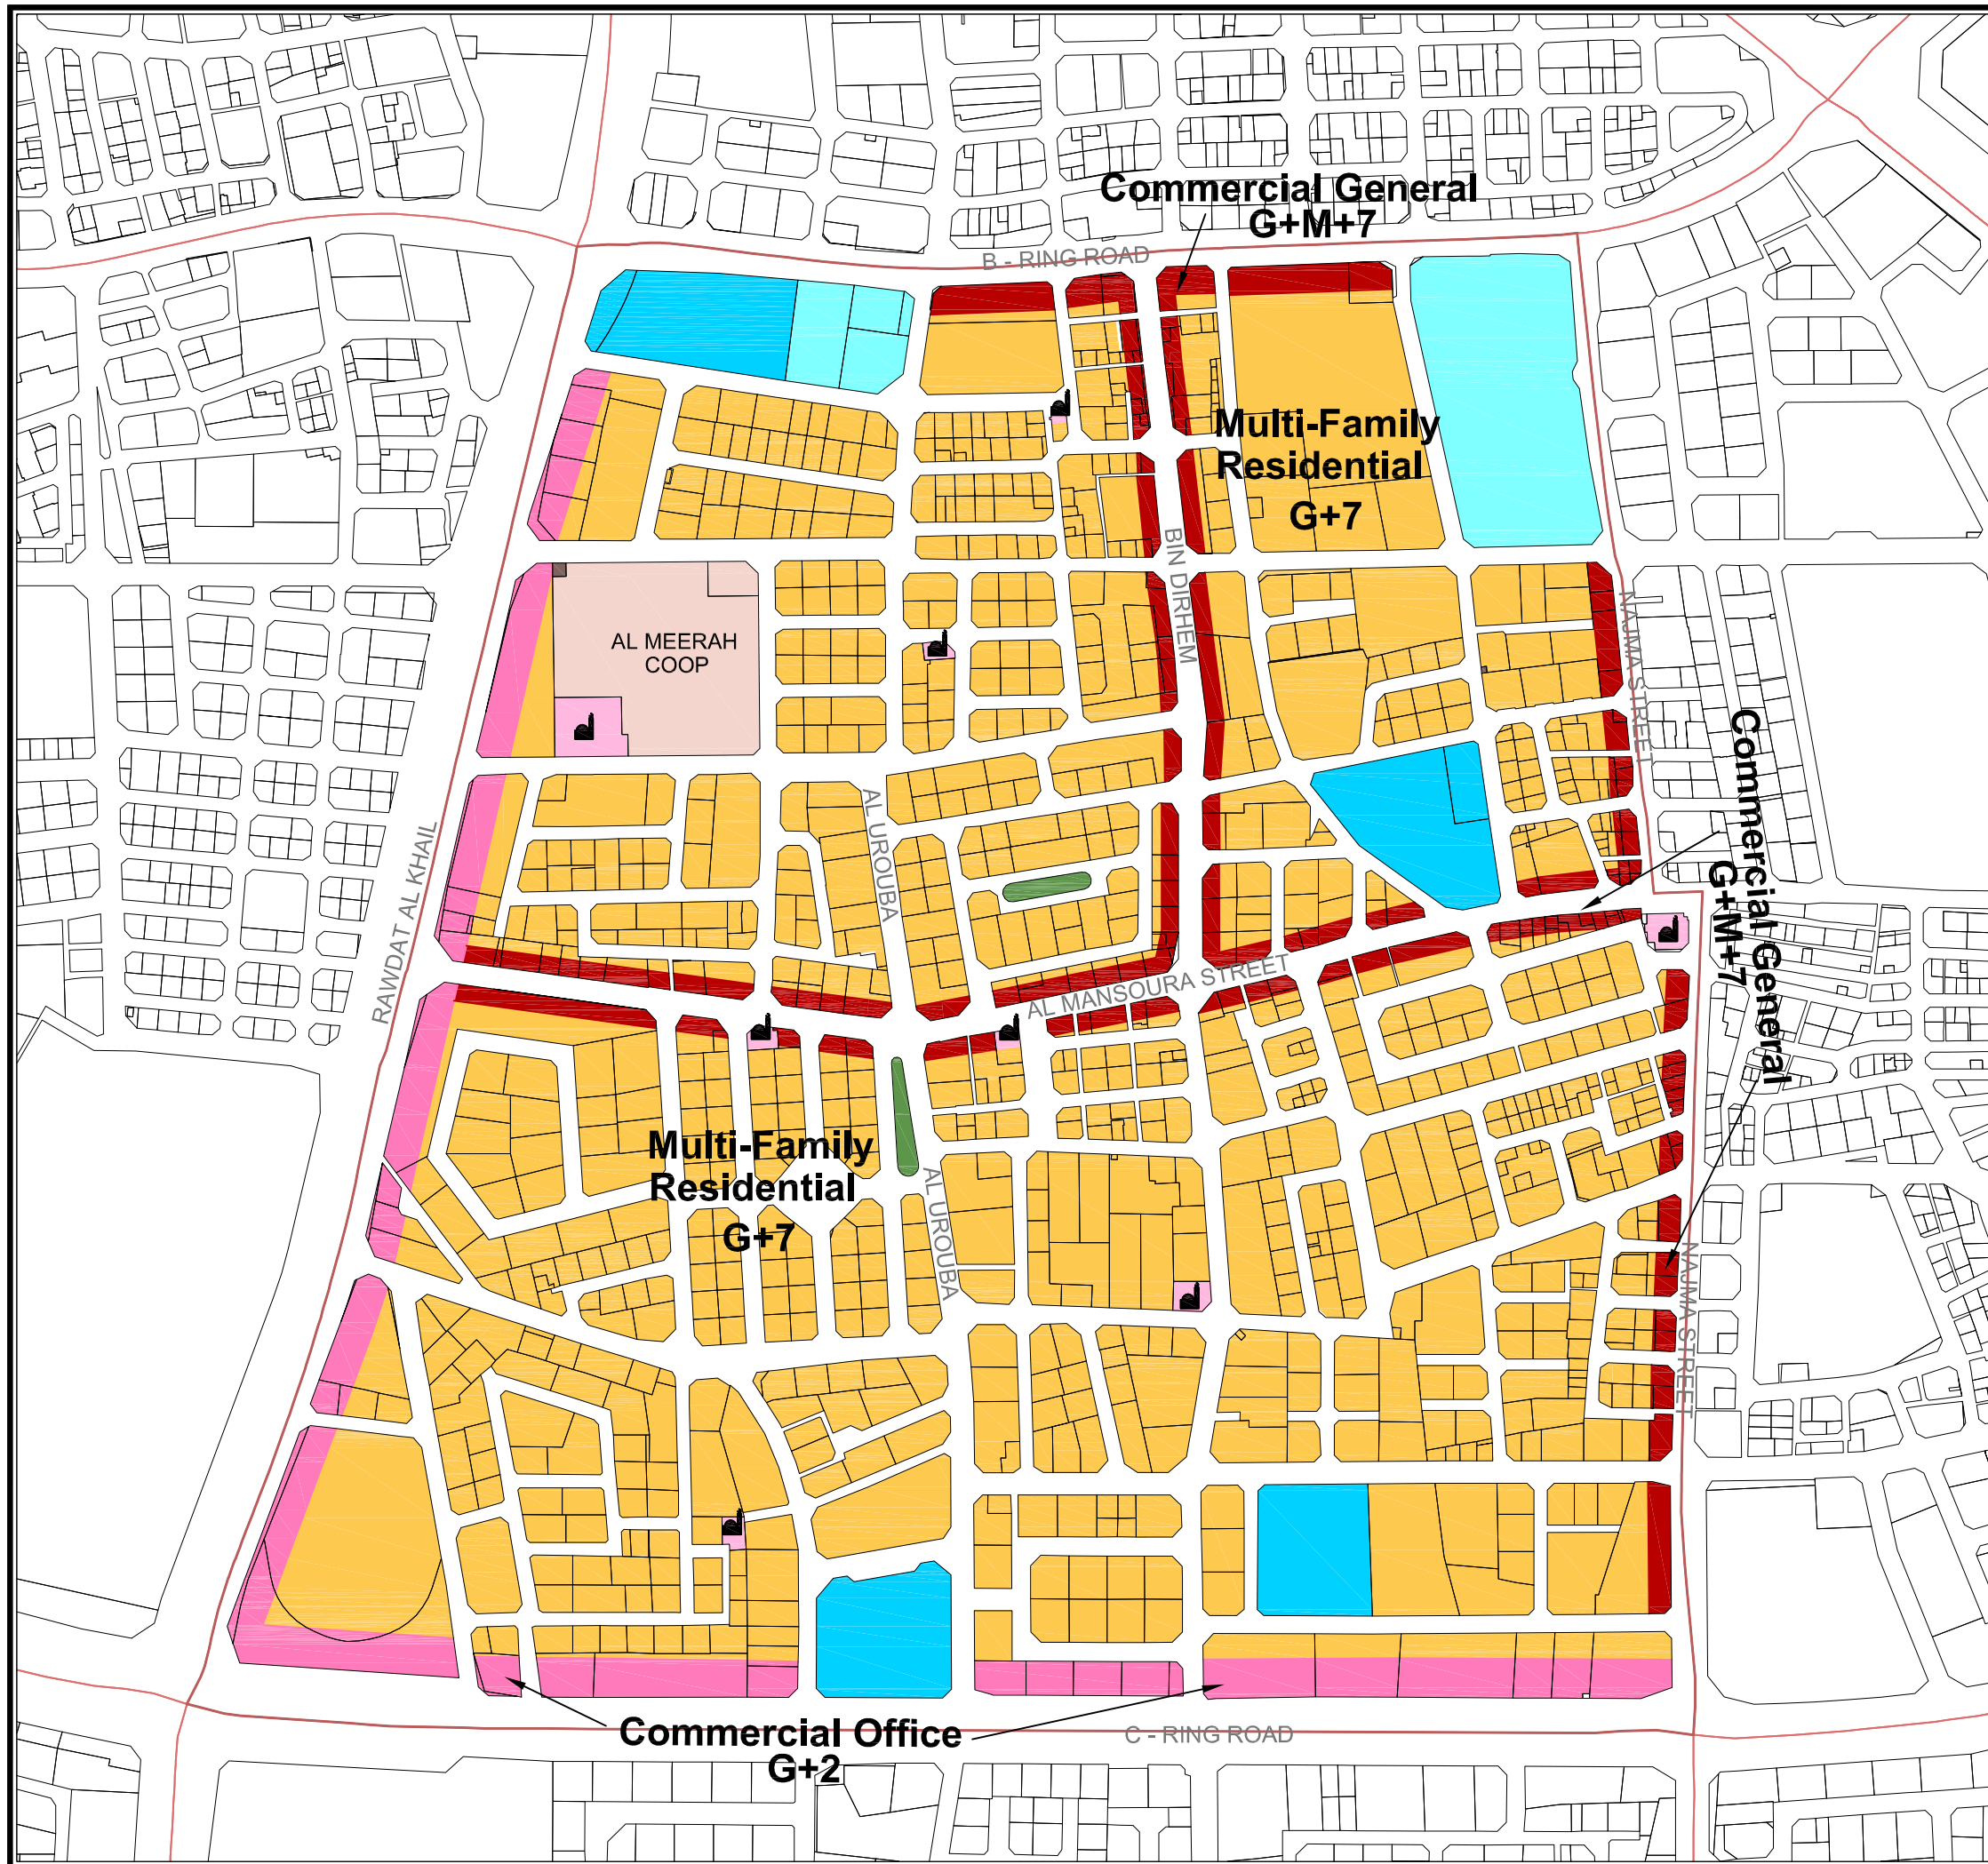 Commercial General
G+M+7
B - RING ROAD
Multi-Family
Residential
G+7
BIN DIRHEM
NAJMA STREET
AL MEERAH
COOP
Commercial General
G+M+7
AL UROUBA
RAWDAT AL KHAIL
AL MANSOURA STREET
Multi-Family
Residential
G+7
AL UROUBA
NAJMA STREET
Commercial Office
G+2
C - RING ROAD